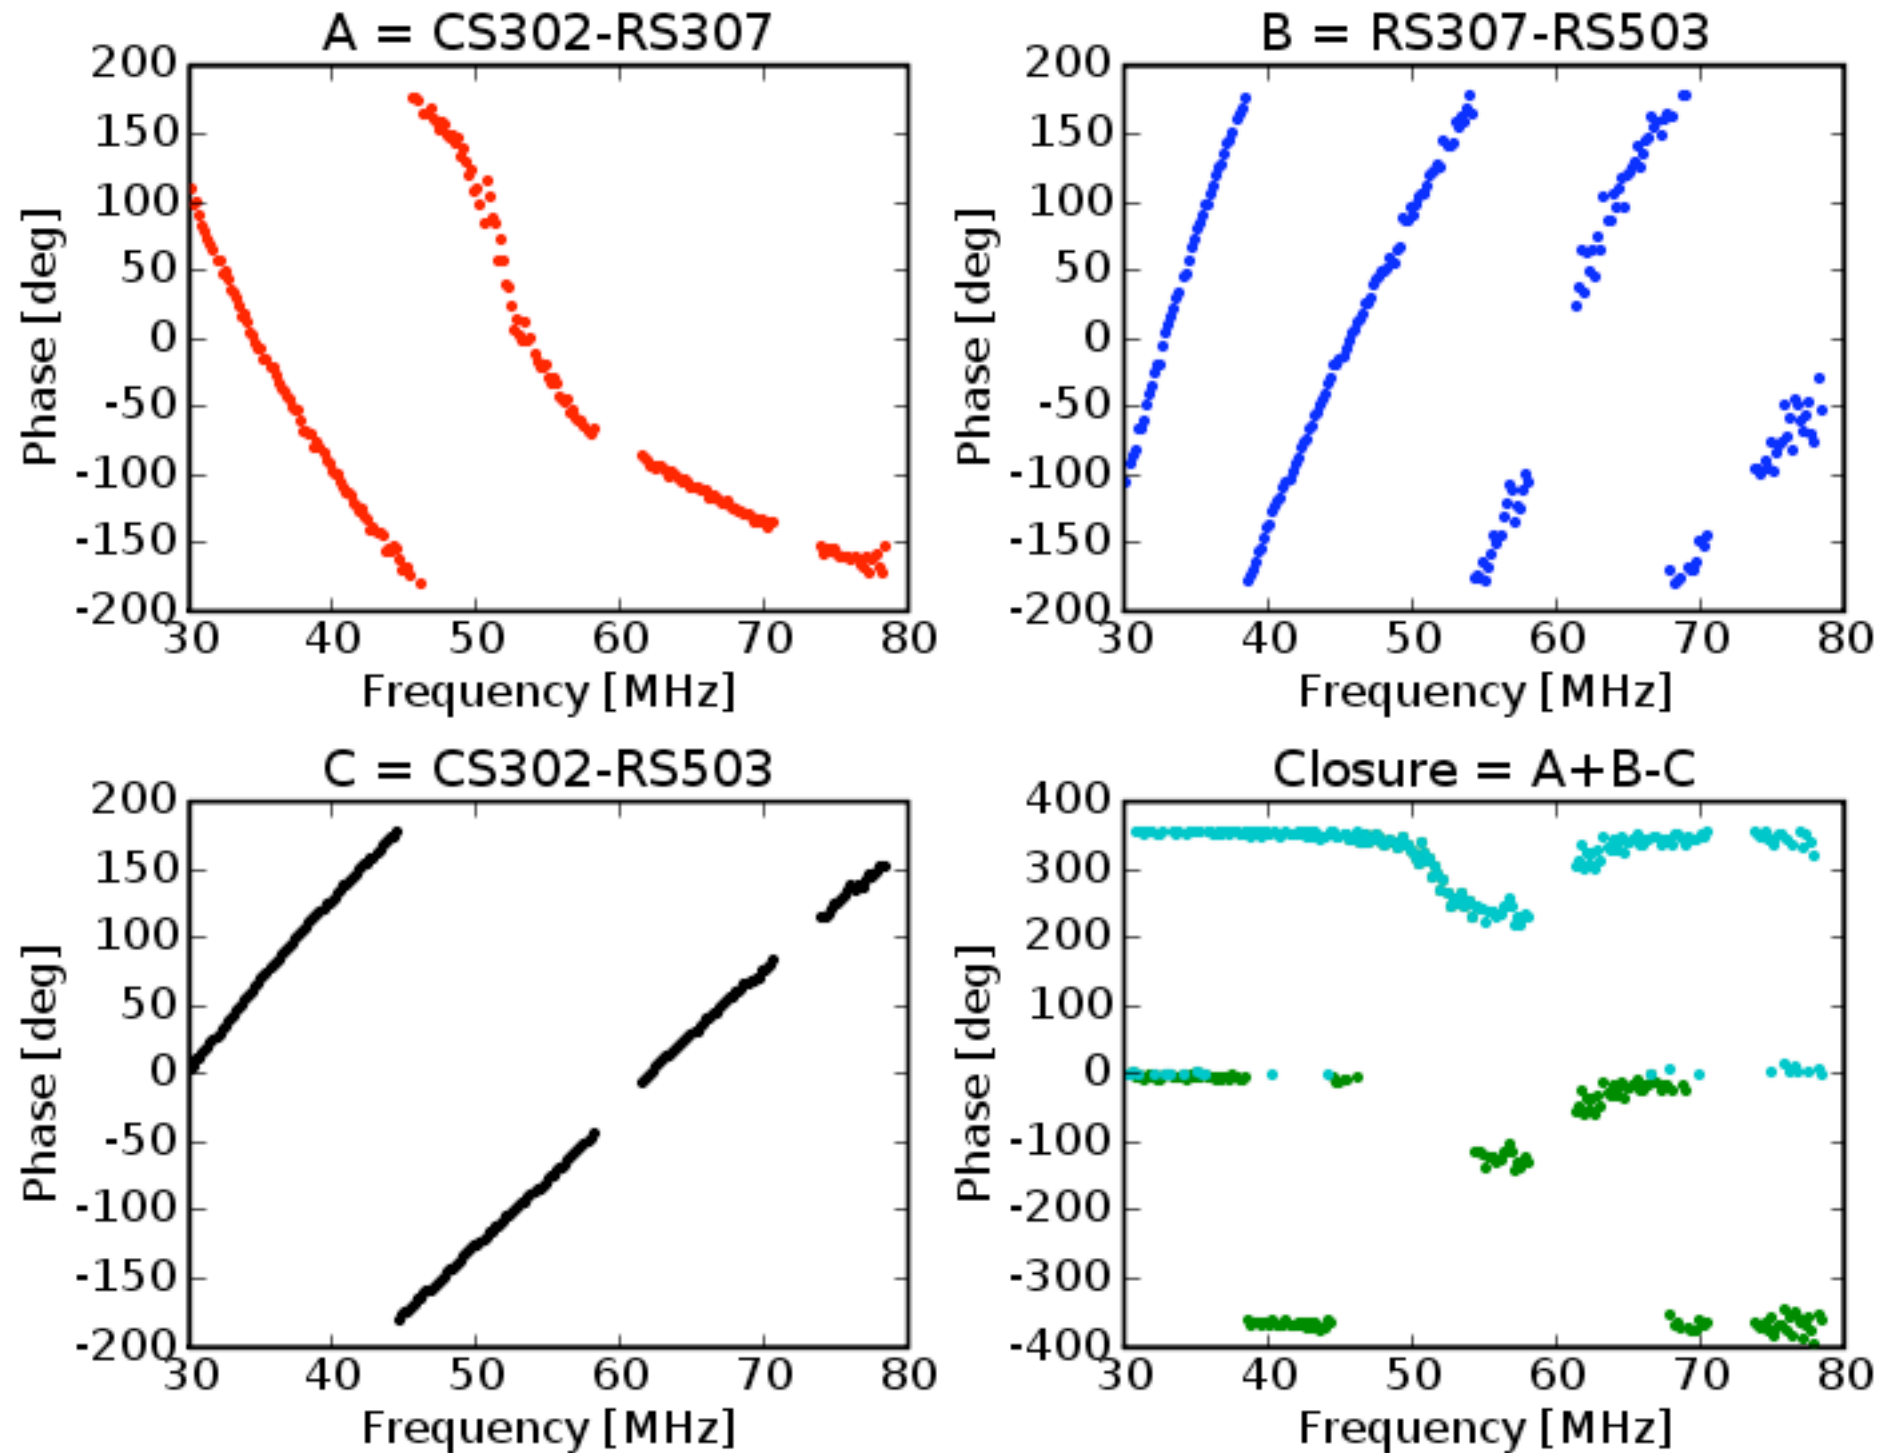 A = CS302-RS307
B = RS307-RS503
200
150
100
50
0
-50
-100
-150
-200
Phase [deg]
30 40 50 60 70 80
Frequency [MHz]
200
150
100
50
0
-50
-100
-150
-200
Phase [deg]
30 40 50 60 70 80
Frequency [MHz]
C = CS302-RS503
Closure = A+B-C
200
150
100
50
0
-50
-100
-150
-200
Phase [deg]
30 40 50 60 70 80
Frequency [MHz]
400
300
200
100
0
-100
-200
-300
-400
Phase [deg]
30 40 50 60 70 80
Frequency [MHz]